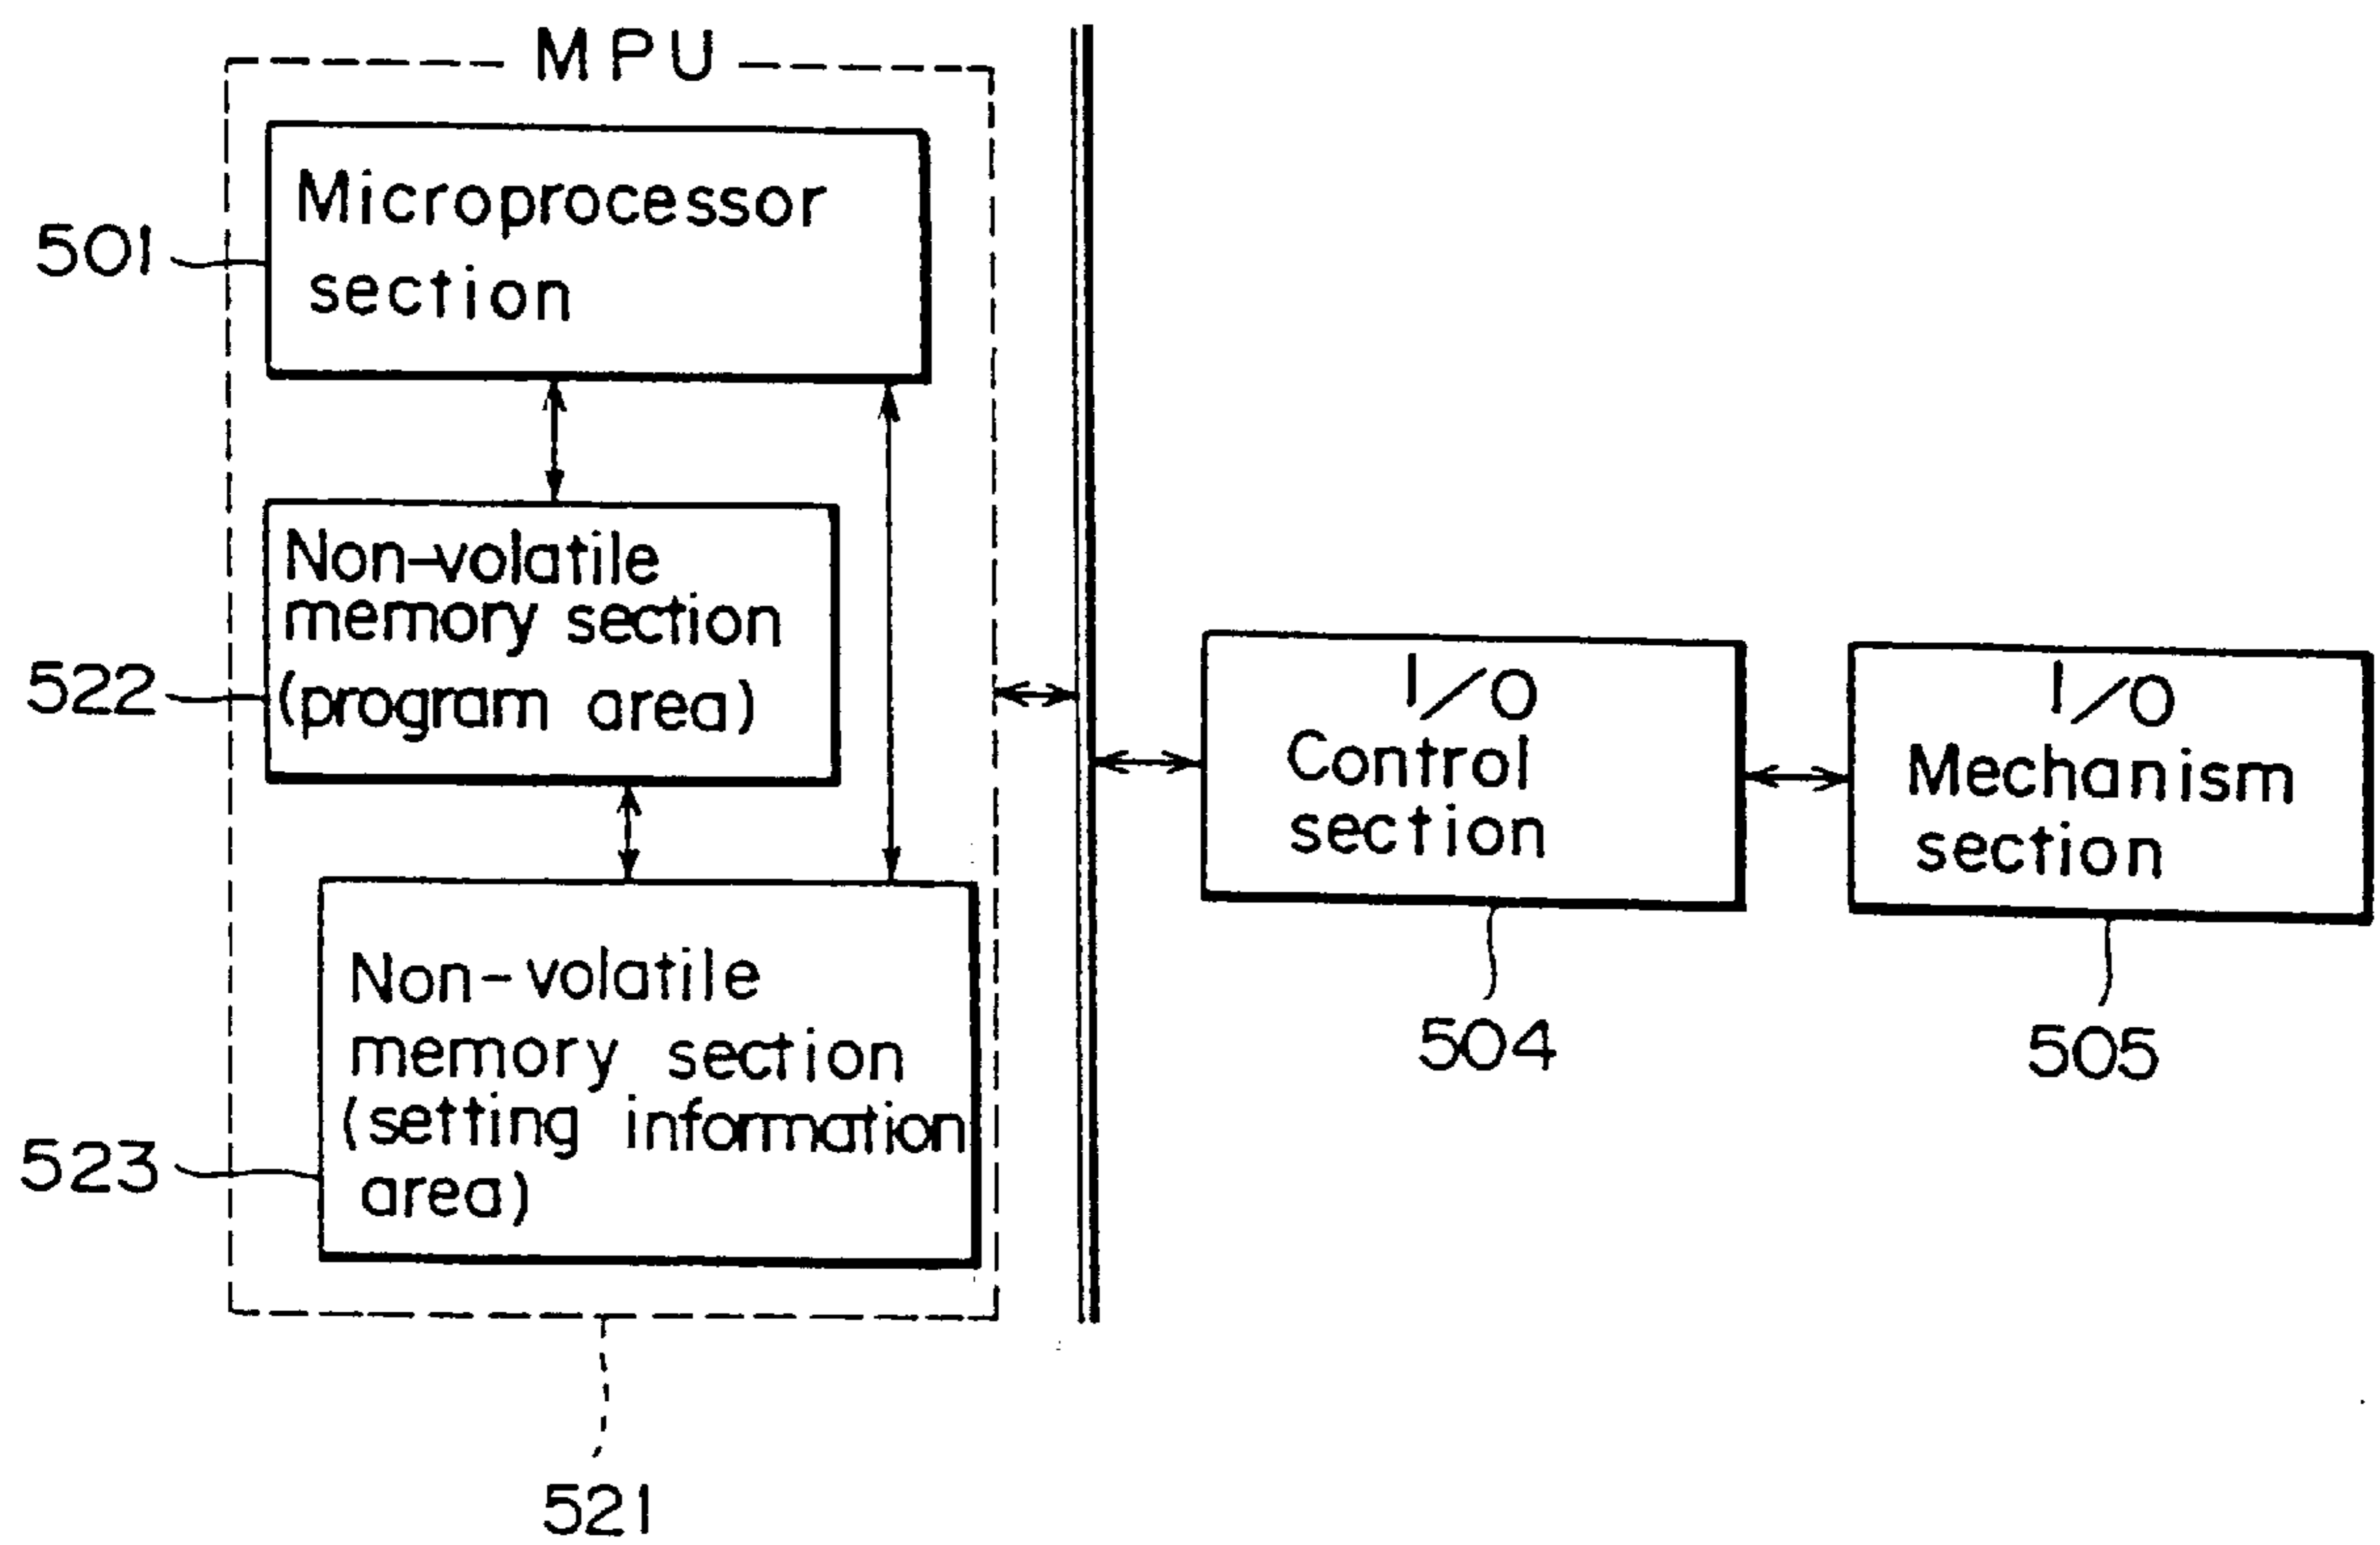 MPU
Microprocessor
section
501
Non-volatile
memory section
(program area)
522
Non-volatile
memory section
(setting information
area)
523
521
I/O
Control
section
504
I/O
Mechanism
section
505